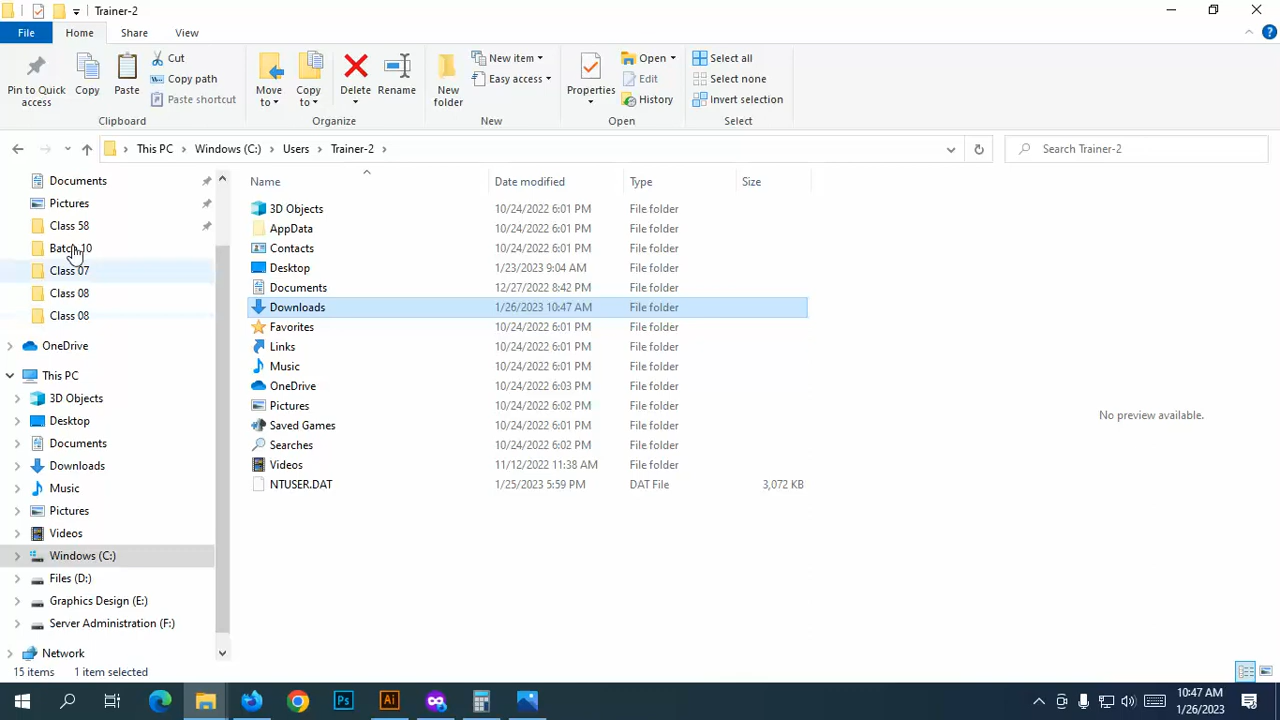 Trainer-2
File Home Share View
Pin to Quick access
Copy
Paste
Cut
Copy path
Paste shortcut
Clipboard
Move to
Copy to
Delete
Rename
Organize
New folder
New item
Easy access
New
Properties
Open
Edit
History
Open
Select all
Select none
Invert selection
Select
This PC > Windows (C:) > Users > Trainer-2 >
Search Trainer-2
Documents
Pictures
Class 58
Batch 10
Class 07
Class 08
Class 08
OneDrive
This PC
3D Objects
Desktop
Documents
Downloads
Music
Pictures
Videos
Windows (C:)
Files (D:)
Graphics Design (E:)
Server Administration (F:)
Network
Name Date modified Type Size
3D Objects 10/24/2022 6:01 PM File folder
AppData 10/24/2022 6:01 PM File folder
Contacts 10/24/2022 6:01 PM File folder
Desktop 1/23/2023 9:04 AM File folder
Documents 12/27/2022 8:42 PM File folder
Downloads 1/26/2023 10:47 AM File folder
Favorites 10/24/2022 6:01 PM File folder
Links 10/24/2022 6:01 PM File folder
Music 10/24/2022 6:01 PM File folder
OneDrive 10/24/2022 6:03 PM File folder
Pictures 10/24/2022 6:02 PM File folder
Saved Games 10/24/2022 6:01 PM File folder
Searches 10/24/2022 6:02 PM File folder
Videos 11/12/2022 11:38 AM File folder
NTUSER.DAT 1/25/2023 5:59 PM DAT File 3,072 KB
No preview available.
15 items 1 item selected
Ps
Ai
10:47 AM
1/26/2023